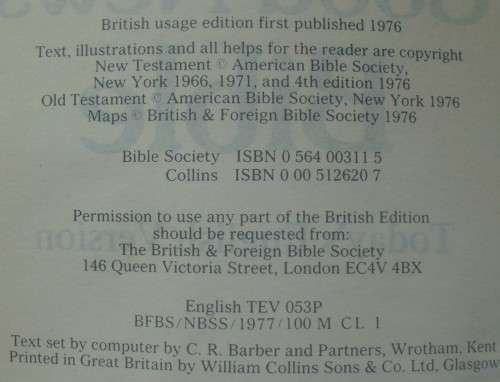 British usage edition first published 1976
Text, illustrations and all helps for the reader are copyright
New Testament © American Bible Society,
New York 1966, 1971, and 4th edition 1976
Old Testament © American Bible Society, New York 1976
Maps © British & Foreign Bible Society 1976
Bible Society ISBN 0 564 00311 5
Collins ISBN 0 00 512620 7
Permission to use any part of the British Edition
should be requested from:
The British & Foreign Bible Society
146 Queen Victoria Street, London EC4V 4BX
English TEV 053P
BFBS/NBSS/1977/100 M CL 1
Text set by computer by C. R. Barber and Partners, Wrotham, Kent
Printed in Great Britain by William Collins Sons & Co. Ltd, Glasgow